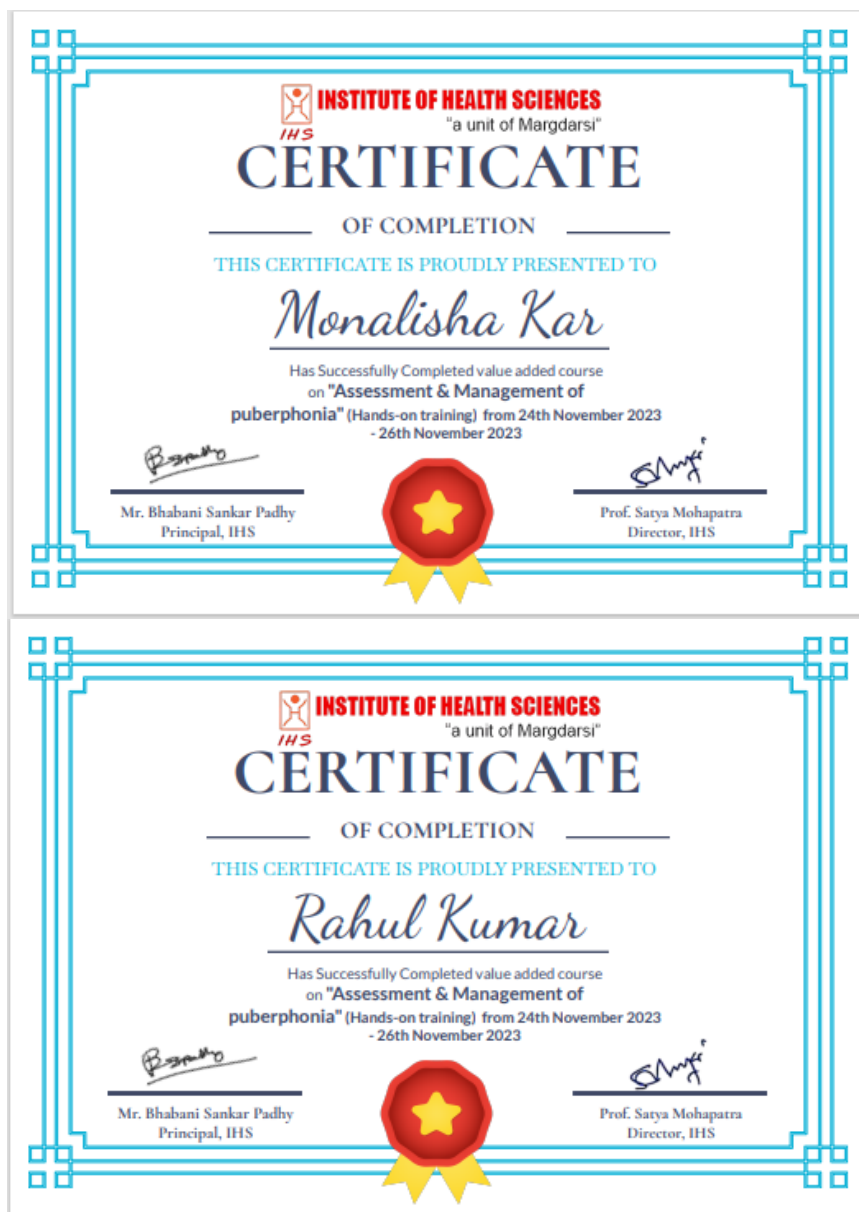 INSTITUTE OF HEALTH SCIENCES
"a unit of Margdarsi"
IHS
CERTIFICATE
OF COMPLETION
THIS CERTIFICATE IS PROUDLY PRESENTED TO
Monalisha Kar
Has Successfully Completed value added course
on "Assessment & Management of
puberphonia" (Hands-on training) from 24th November 2023
- 26th November 2023
Mr. Bhabani Sankar Padhy
Principal, IHS
Prof. Satya Mohapatra
Director, IHS
INSTITUTE OF HEALTH SCIENCES
"a unit of Margdarsi"
IHS
CERTIFICATE
OF COMPLETION
THIS CERTIFICATE IS PROUDLY PRESENTED TO
Rahul Kumar
Has Successfully Completed value added course
on "Assessment & Management of
puberphonia" (Hands-on training) from 24th November 2023
- 26th November 2023
Mr. Bhabani Sankar Padhy
Principal, IHS
Prof. Satya Mohapatra
Director, IHS